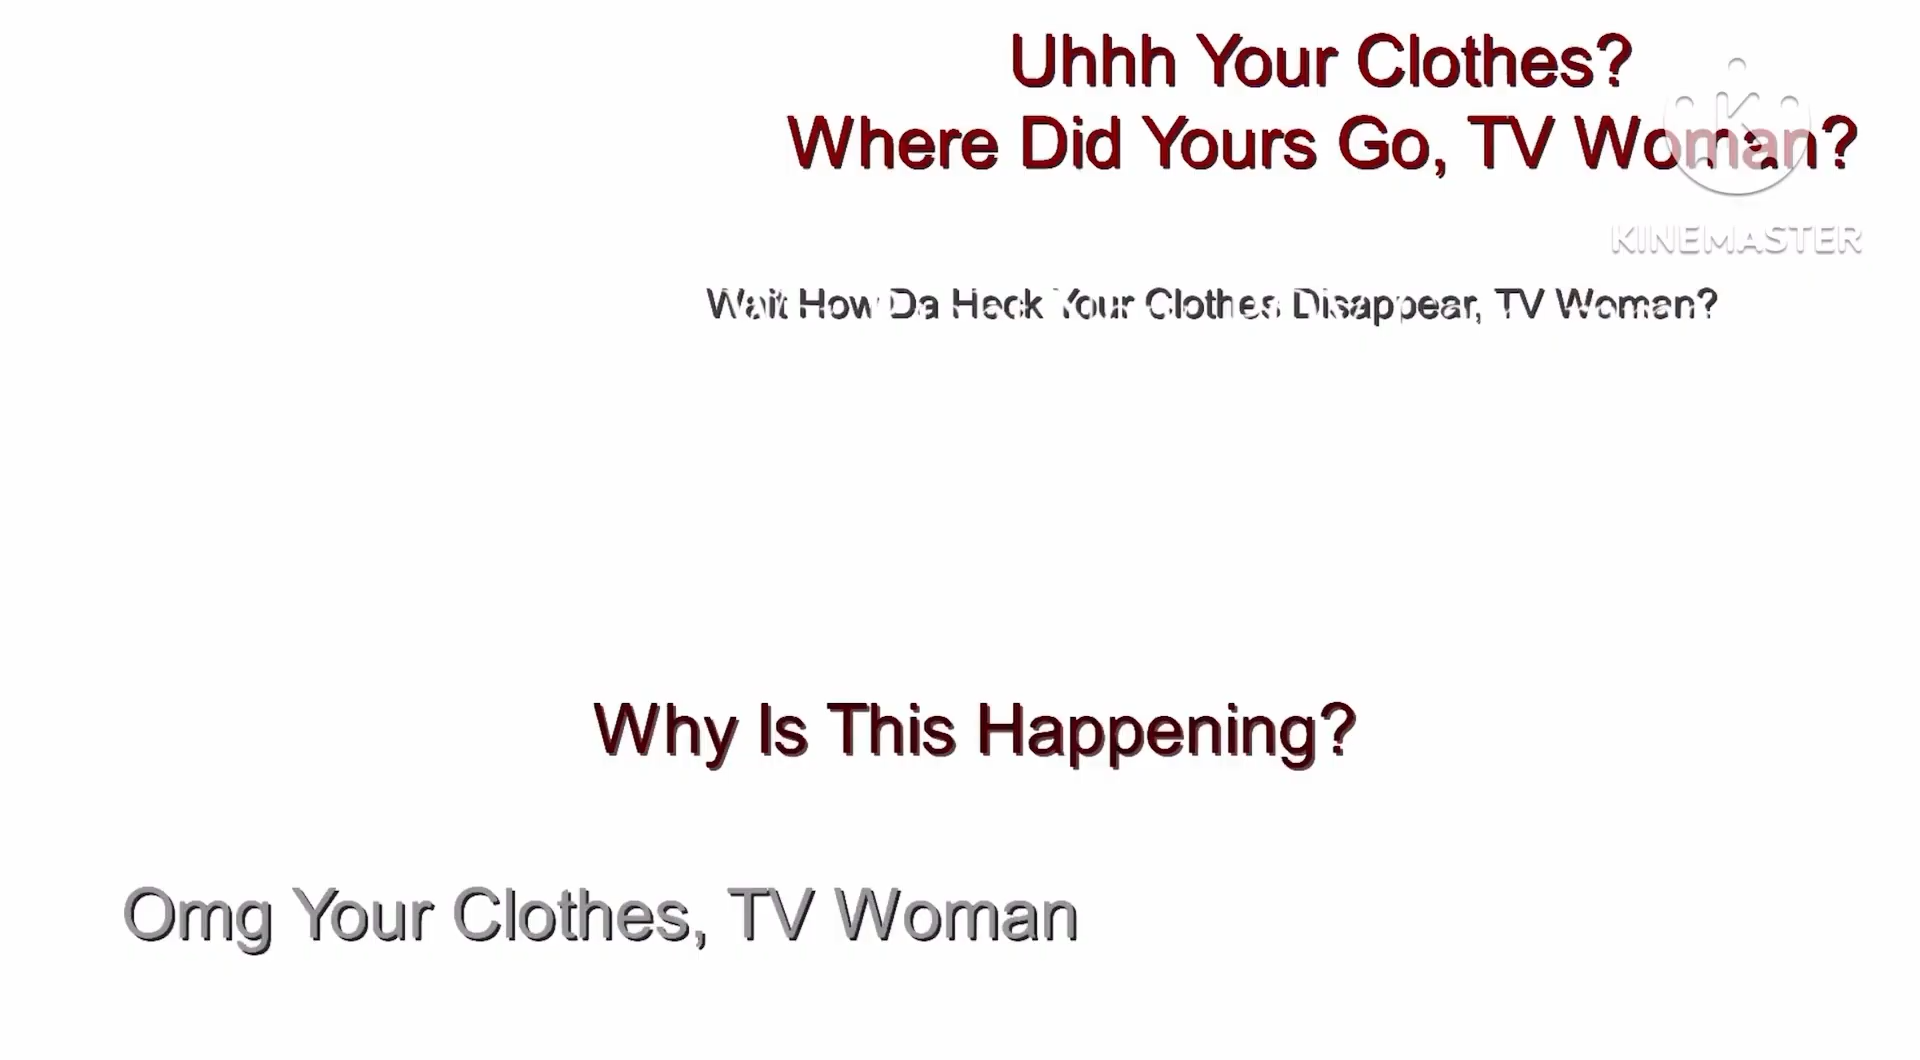 Uhhh Your Clothes?
Where Did Yours Go, TV Woman?
KINEMASTER
Wait How Da Heck Your Clothes Disappear, TV Woman?
Why Is This Happening?
Omg Your Clothes, TV Woman